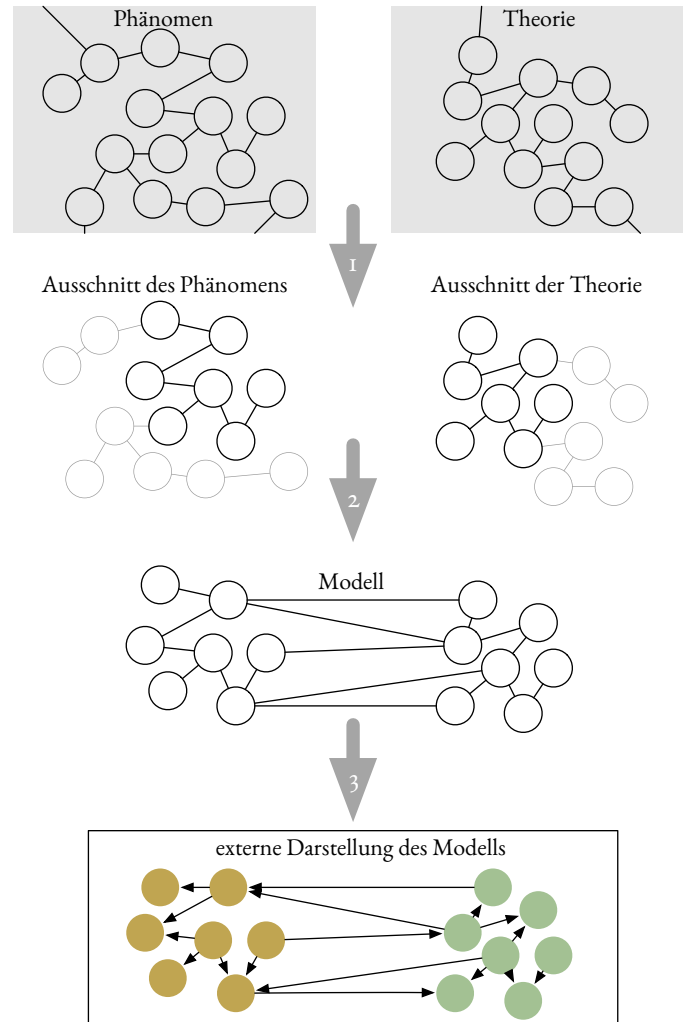 Phänomen
Theorie
1
Ausschnitt des Phänomens
Ausschnitt der Theorie
2
Modell
3
externe Darstellung des Modells